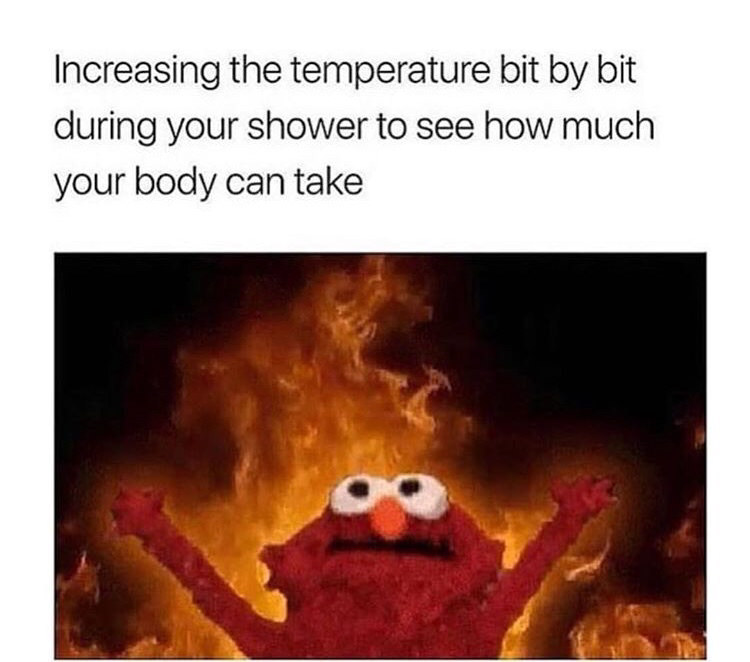 Increasing the temperature bit by bit
during your shower to see how much
your body can take